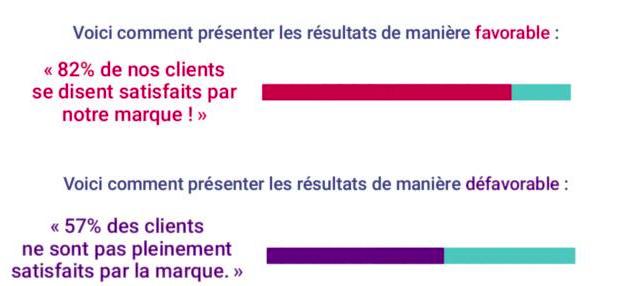 Voici comment présenter les résultats de manière favorable :
« 82% de nos clients
se disent satisfaits par
notre marque ! »
Voici comment présenter les résultats de manière défavorable :
« 57% des clients
ne sont pas pleinement
satisfaits par la marque. »